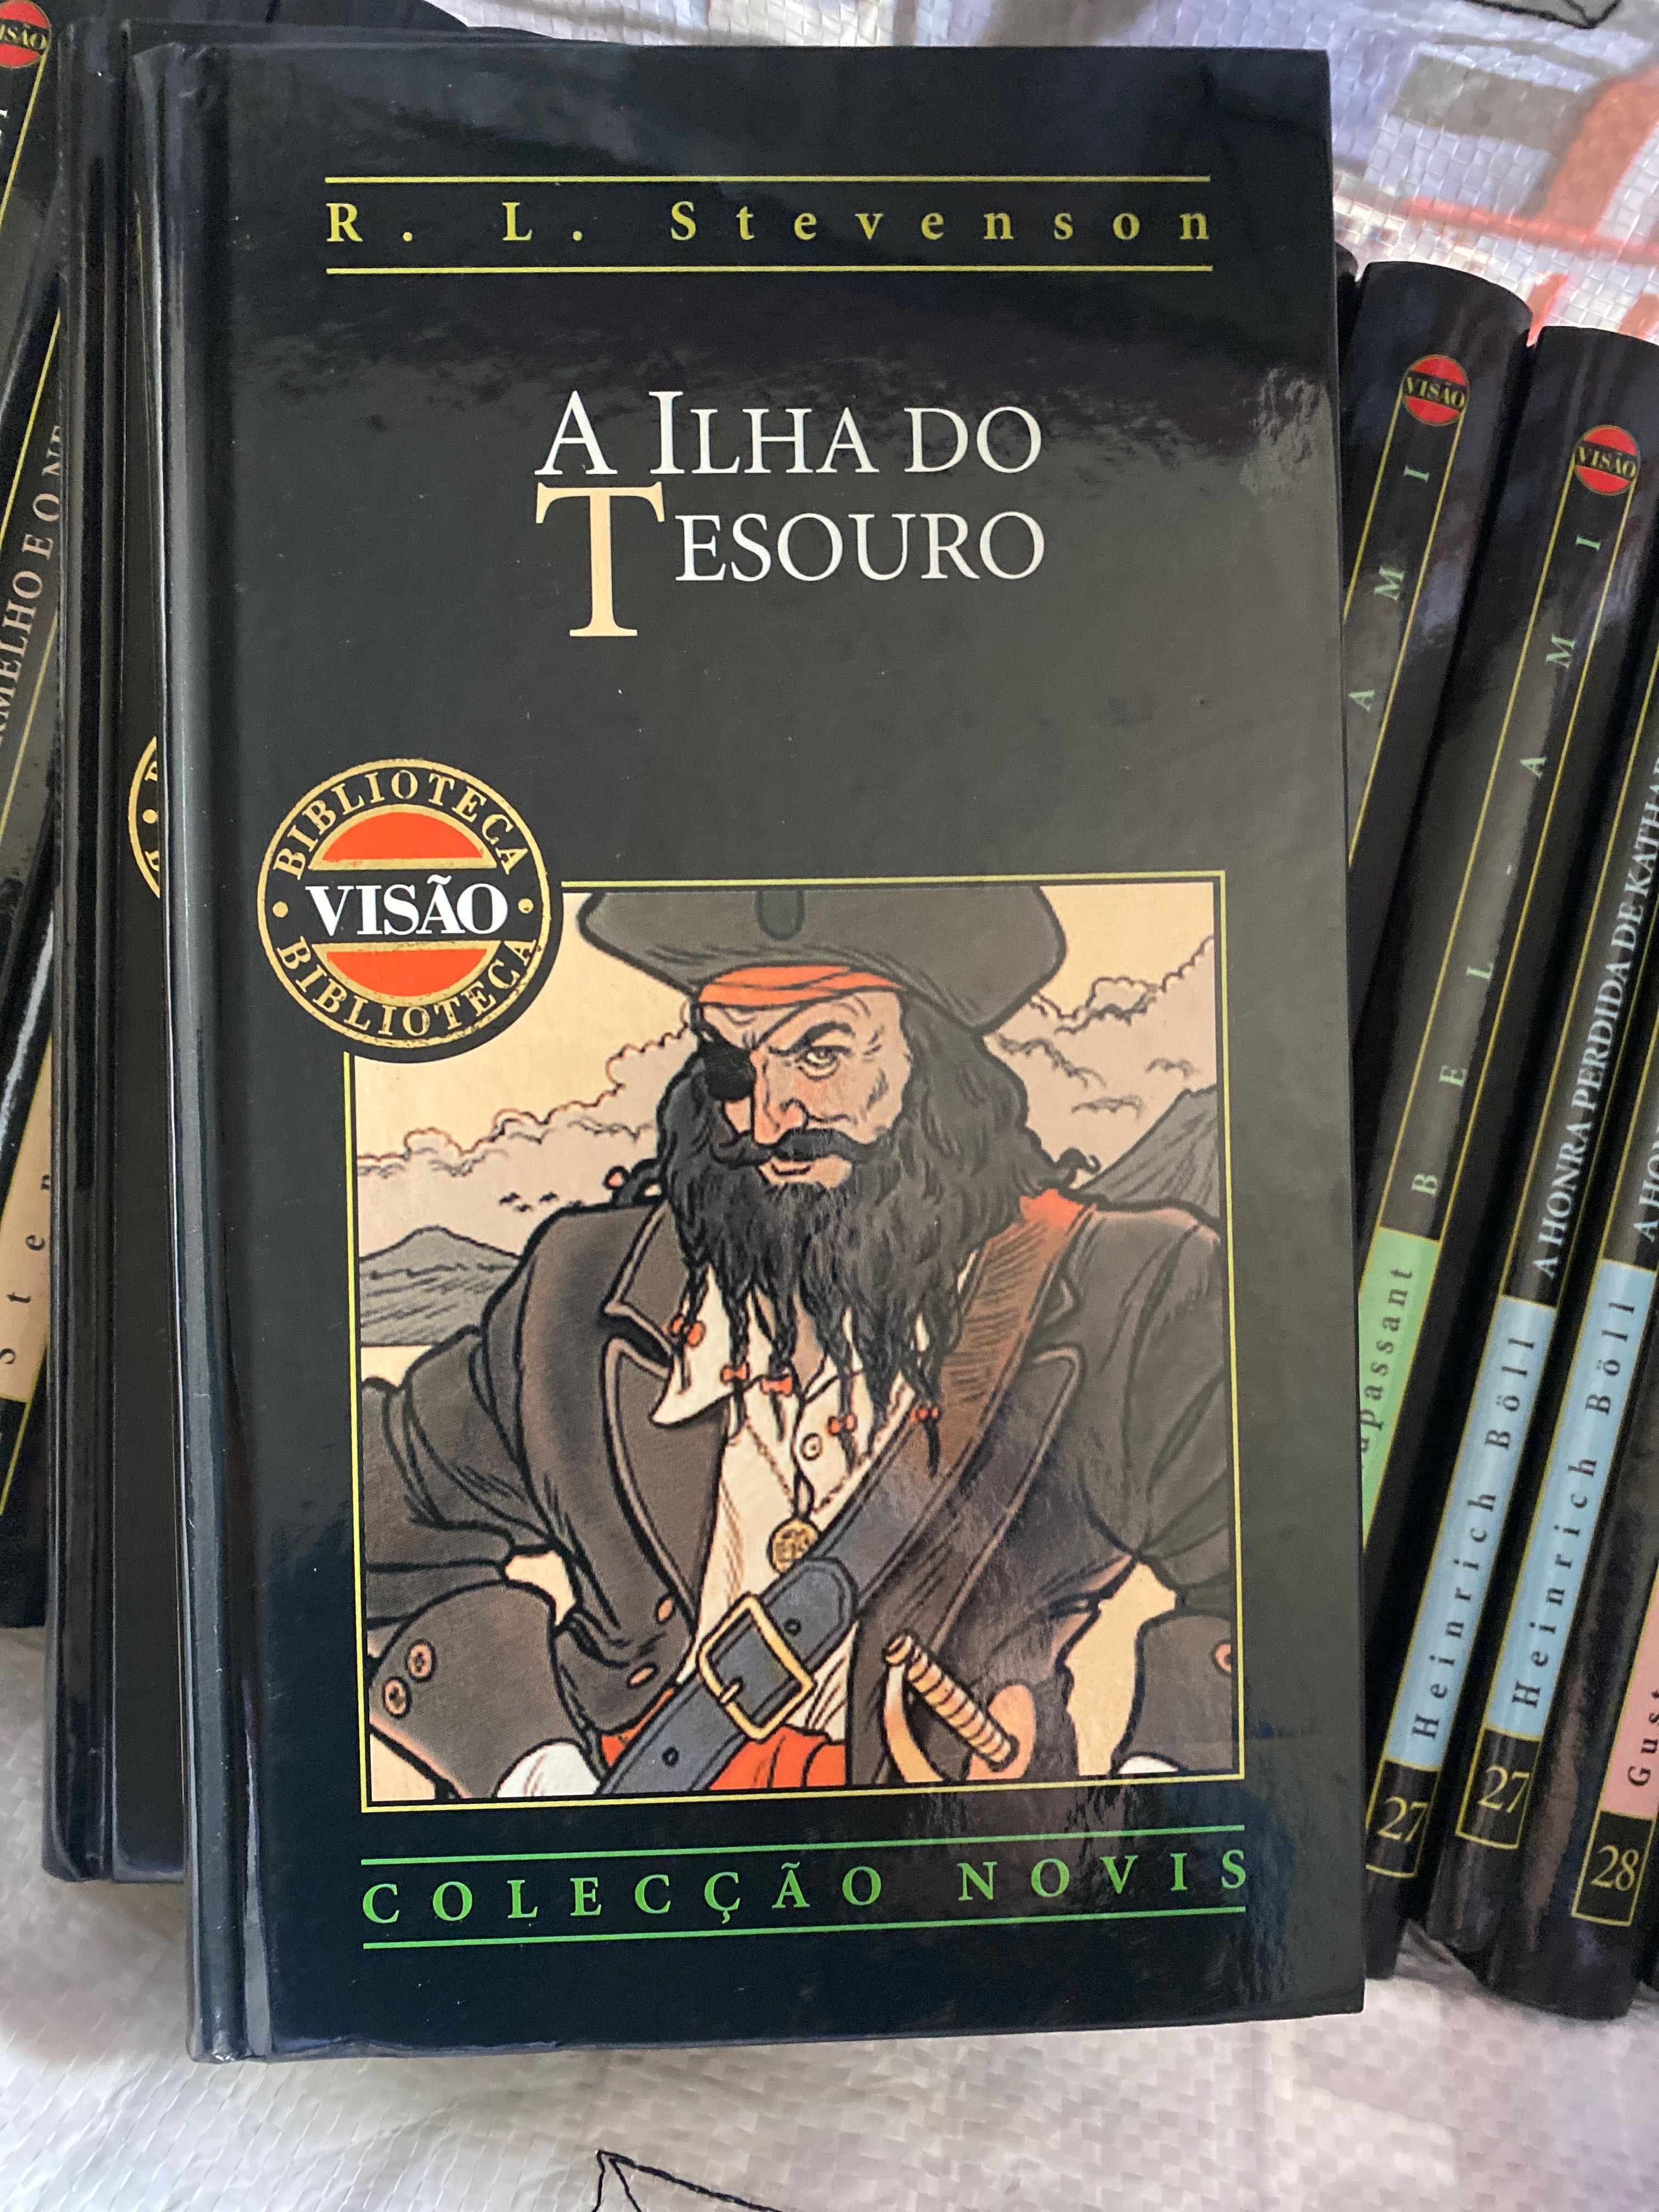 R. L. Stevenson
A ILHA DO
TESOURO
BIBLIOTECA
VISÃO
BIBLIOTECA
COLECÇÃO NOVIS
VISÃO
E O
VISÃO
A M I
VISÃO
BEL-AMI
A HONRA PERDIDA DE
Heinrich Böll
27
Heinrich Böll
27
28